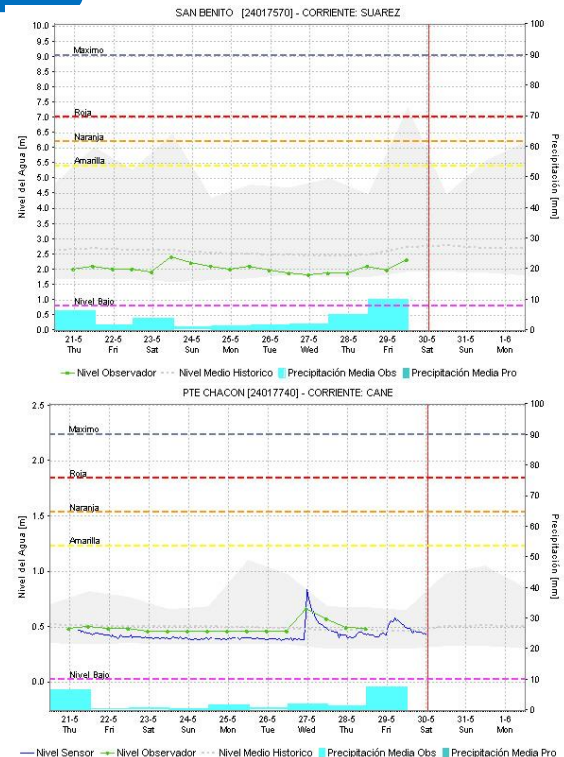 SAN BENITO [24017570] - CORRIENTE: SUAREZ
10.0
9.5
9.0
8.5
8.0
7.5
7.0
6.5
6.0
5.5
5.0
4.5
4.0
3.5
3.0
2.5
2.0
1.5
1.0
0.5
0.0
Nivel del Agua [m]
Maximo
Roja
Naranja
Amarilla
Nivel Bajo
100
90
80
70
60
50
40
30
20
10
0
Precipitación [mm]
21-5 22-5 23-5 24-5 25-5 26-5 27-5 28-5 29-5 30-5 31-5 1-6
Thu Fri Sat Sun Mon Tue Wed Thu Fri Sat Sun Mon
Nivel Observador Nivel Medio Historico Precipitación Media Obs Precipitación Media Pro
PTE CHACON [24017740] - CORRIENTE: CANE
2.5
2.0
1.5
1.0
0.5
0.0
Nivel del Agua [m]
Maximo
Roja
Naranja
Amarilla
Nivel Bajo
100
90
80
70
60
50
40
30
20
10
0
Precipitación [mm]
21-5 22-5 23-5 24-5 25-5 26-5 27-5 28-5 29-5 30-5 31-5 1-6
Thu Fri Sat Sun Mon Tue Wed Thu Fri Sat Sun Mon
Nivel Sensor Nivel Observador Nivel Medio Historico Precipitación Media Obs Precipitación Media Pro